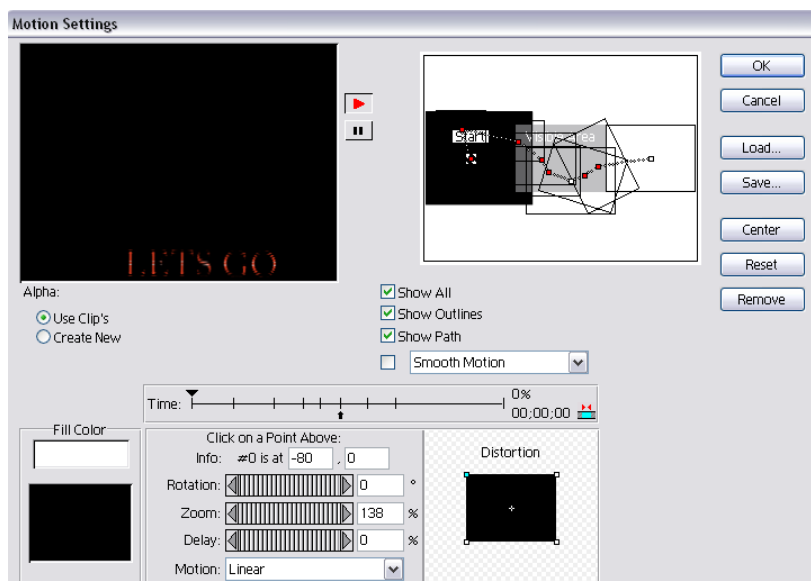 Motion Settings
LETS GO
Start
Visible Area
OK
Cancel
Load...
Save...
Center
Reset
Remove
Alpha:
Use Clip's
Create New
Show All
Show Outlines
Show Path
Smooth Motion
Time:
0%
00;00;00
Fill Color
Click on a Point Above:
Info: #0 is at -80 , 0
Rotation: 0 °
Zoom: 138 %
Delay: 0 %
Motion: Linear
Distortion